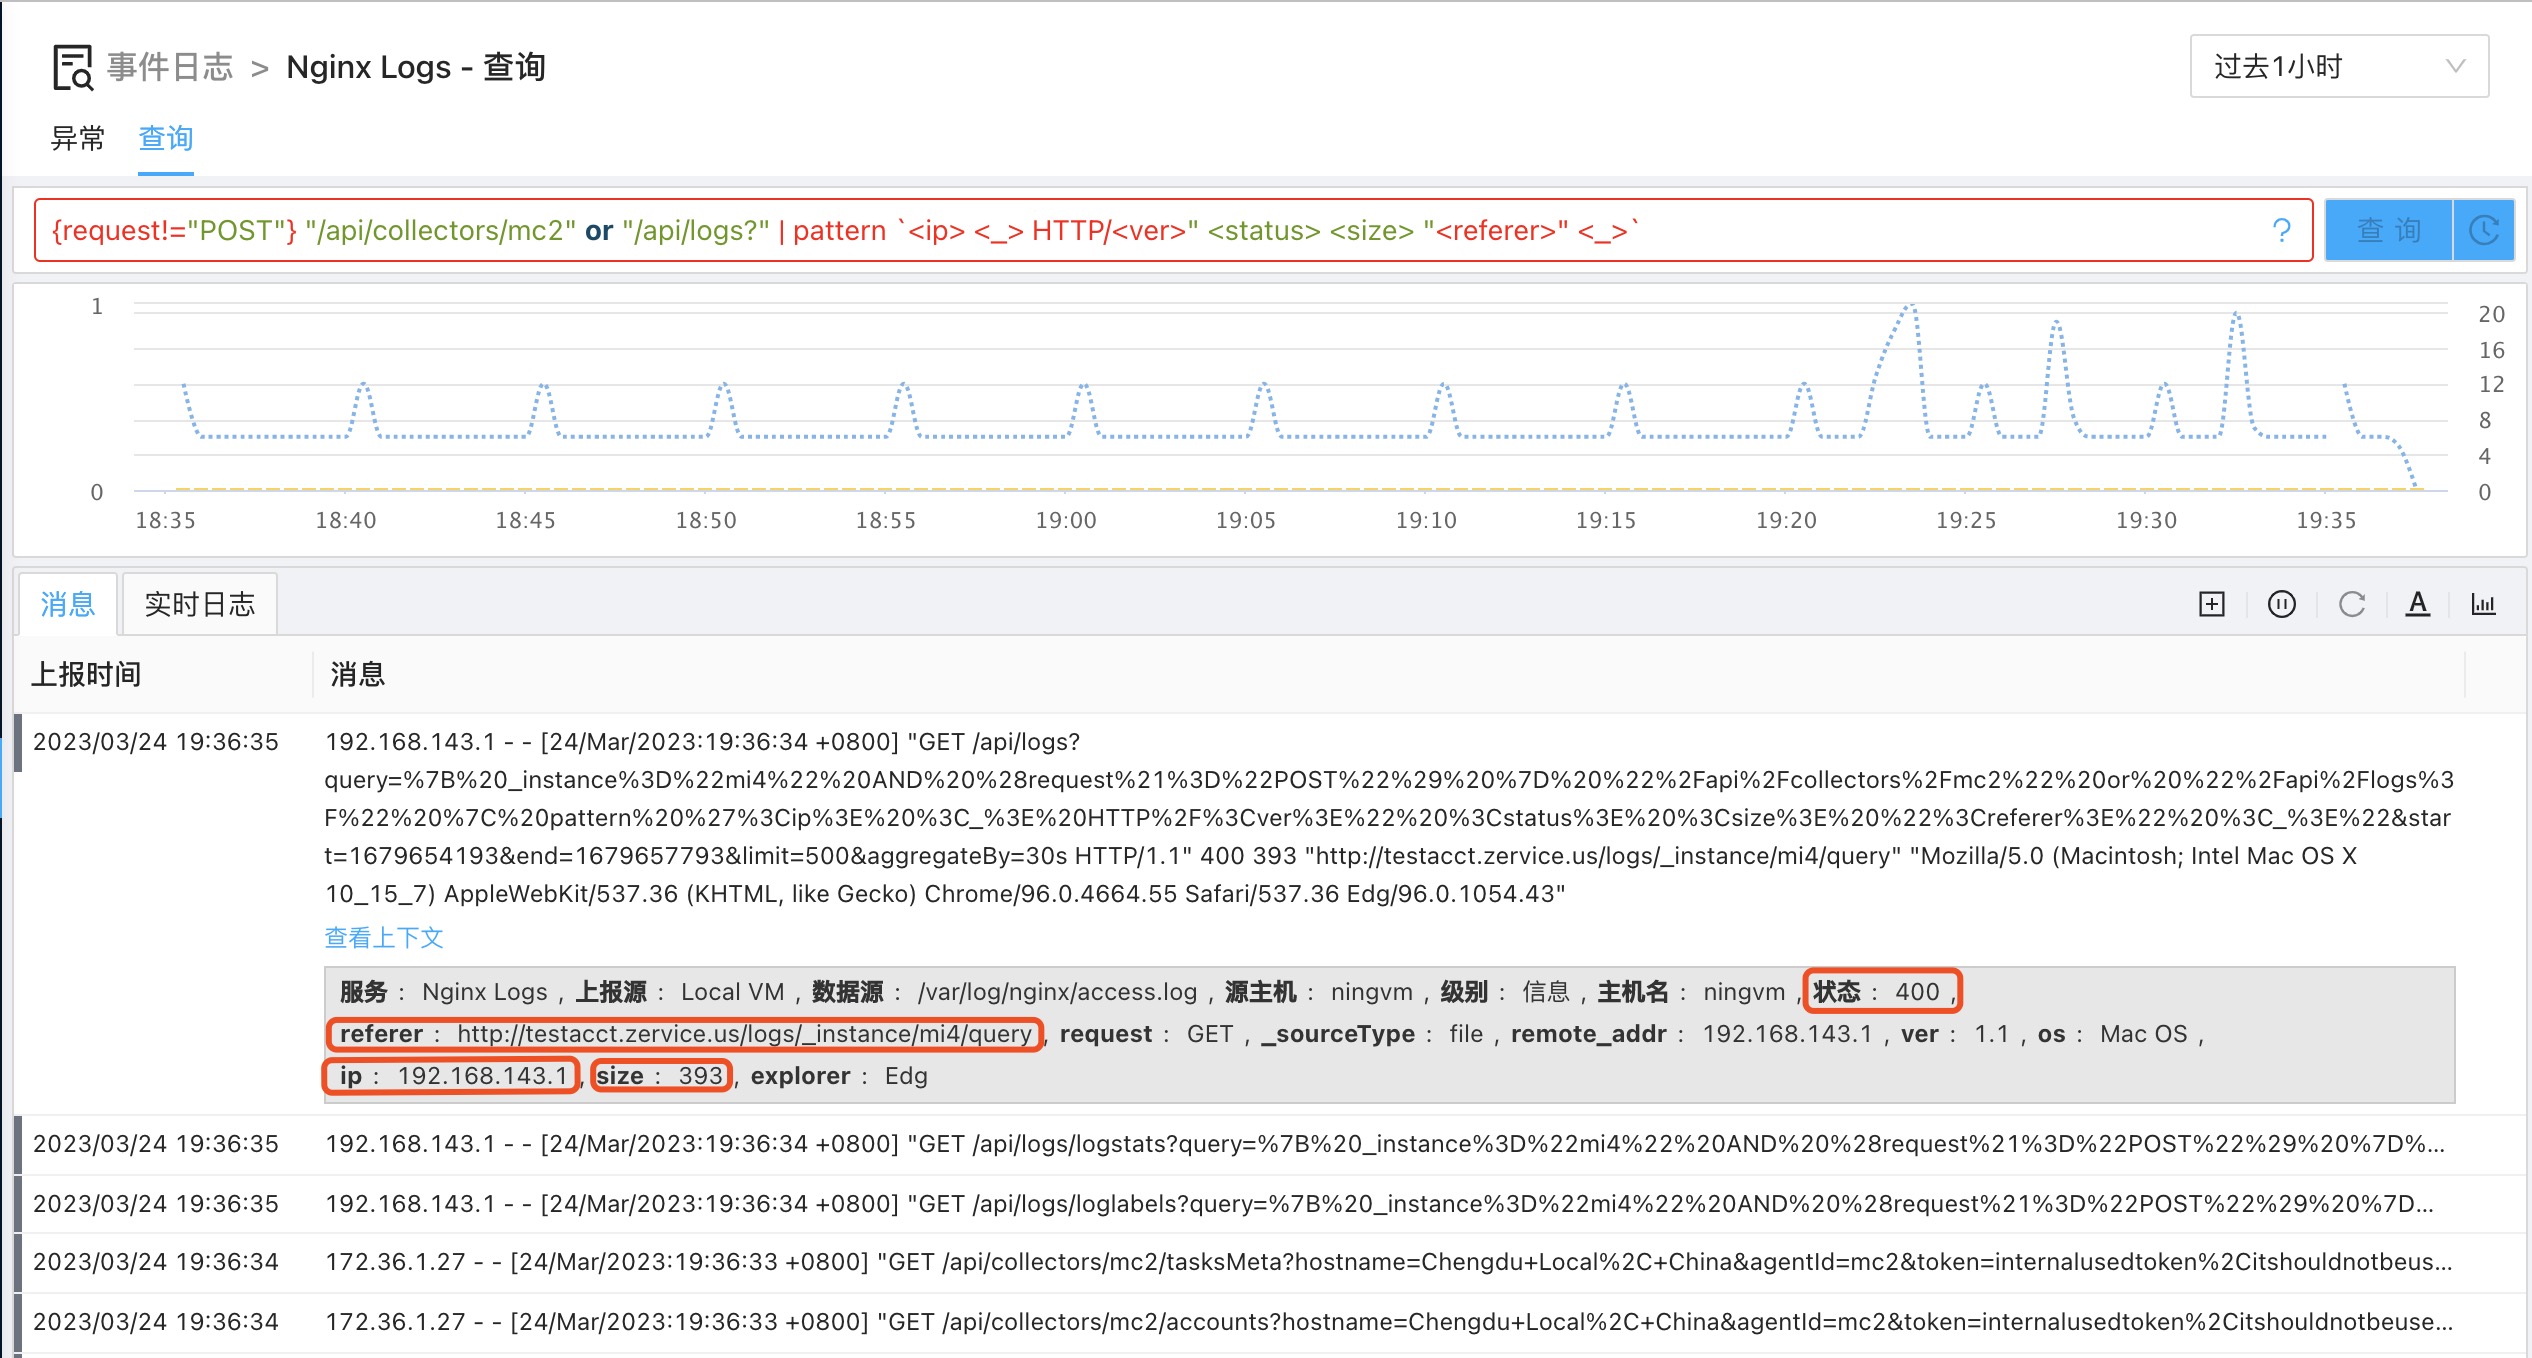 事件日志 > Nginx Logs - 查询
过去1小时
异常 查询
{request!="POST"} "/api/collectors/mc2" or "/api/logs?" | pattern `<ip> <_> HTTP/<ver>" <status> <size> "<referer>" <_>`
? 查 询
1
0
20
16
12
8
4
0
18:35 18:40 18:45 18:50 18:55 19:00 19:05 19:10 19:15 19:20 19:25 19:30 19:35
消息 实时日志
A
上报时间 消息
2023/03/24 19:36:35 192.168.143.1 - - [24/Mar/2023:19:36:34 +0800] "GET /api/logs?
query=%7B%20_instance%3D%22mi4%22%20AND%20%28request%21%3D%22POST%22%29%20%7D%20%22%2Fapi%2Fcollectors%2Fmc2%22%20or%20%22%2Fapi%2Flogs%3
F%22%20%7C%20pattern%20%27%3Cip%3E%20%3C_%3E%20HTTP%2F%3Cver%3E%22%20%3Cstatus%3E%20%3Csize%3E%20%22%3Creferer%3E%22%20%3C_%3E%22&star
t=1679654193&end=1679657793&limit=500&aggregateBy=30s HTTP/1.1" 400 393 "http://testacct.zervice.us/logs/_instance/mi4/query" "Mozilla/5.0 (Macintosh; Intel Mac OS X
10_15_7) AppleWebKit/537.36 (KHTML, like Gecko) Chrome/96.0.4664.55 Safari/537.36 Edg/96.0.1054.43"
查看上下文
服务 : Nginx Logs , 上报源 : Local VM , 数据源 : /var/log/nginx/access.log , 源主机 : ningvm , 级别 : 信息 , 主机名 : ningvm , 状态 : 400 ,
referer : http://testacct.zervice.us/logs/_instance/mi4/query , request : GET , _sourceType : file , remote_addr : 192.168.143.1 , ver : 1.1 , os : Mac OS ,
ip : 192.168.143.1 , size : 393 , explorer : Edg
2023/03/24 19:36:35 192.168.143.1 - - [24/Mar/2023:19:36:34 +0800] "GET /api/logs/logstats?query=%7B%20_instance%3D%22mi4%22%20AND%20%28request%21%3D%22POST%22%29%20%7D%...
2023/03/24 19:36:35 192.168.143.1 - - [24/Mar/2023:19:36:34 +0800] "GET /api/logs/loglabels?query=%7B%20_instance%3D%22mi4%22%20AND%20%28request%21%3D%22POST%22%29%20%7D...
2023/03/24 19:36:34 172.36.1.27 - - [24/Mar/2023:19:36:33 +0800] "GET /api/collectors/mc2/tasksMeta?hostname=Chengdu+Local%2C+China&agentId=mc2&token=internalusedtoken%2Citshouldnotbeus...
2023/03/24 19:36:34 172.36.1.27 - - [24/Mar/2023:19:36:33 +0800] "GET /api/collectors/mc2/accounts?hostname=Chengdu+Local%2C+China&agentId=mc2&token=internalusedtoken%2Citshouldnotbeuse...